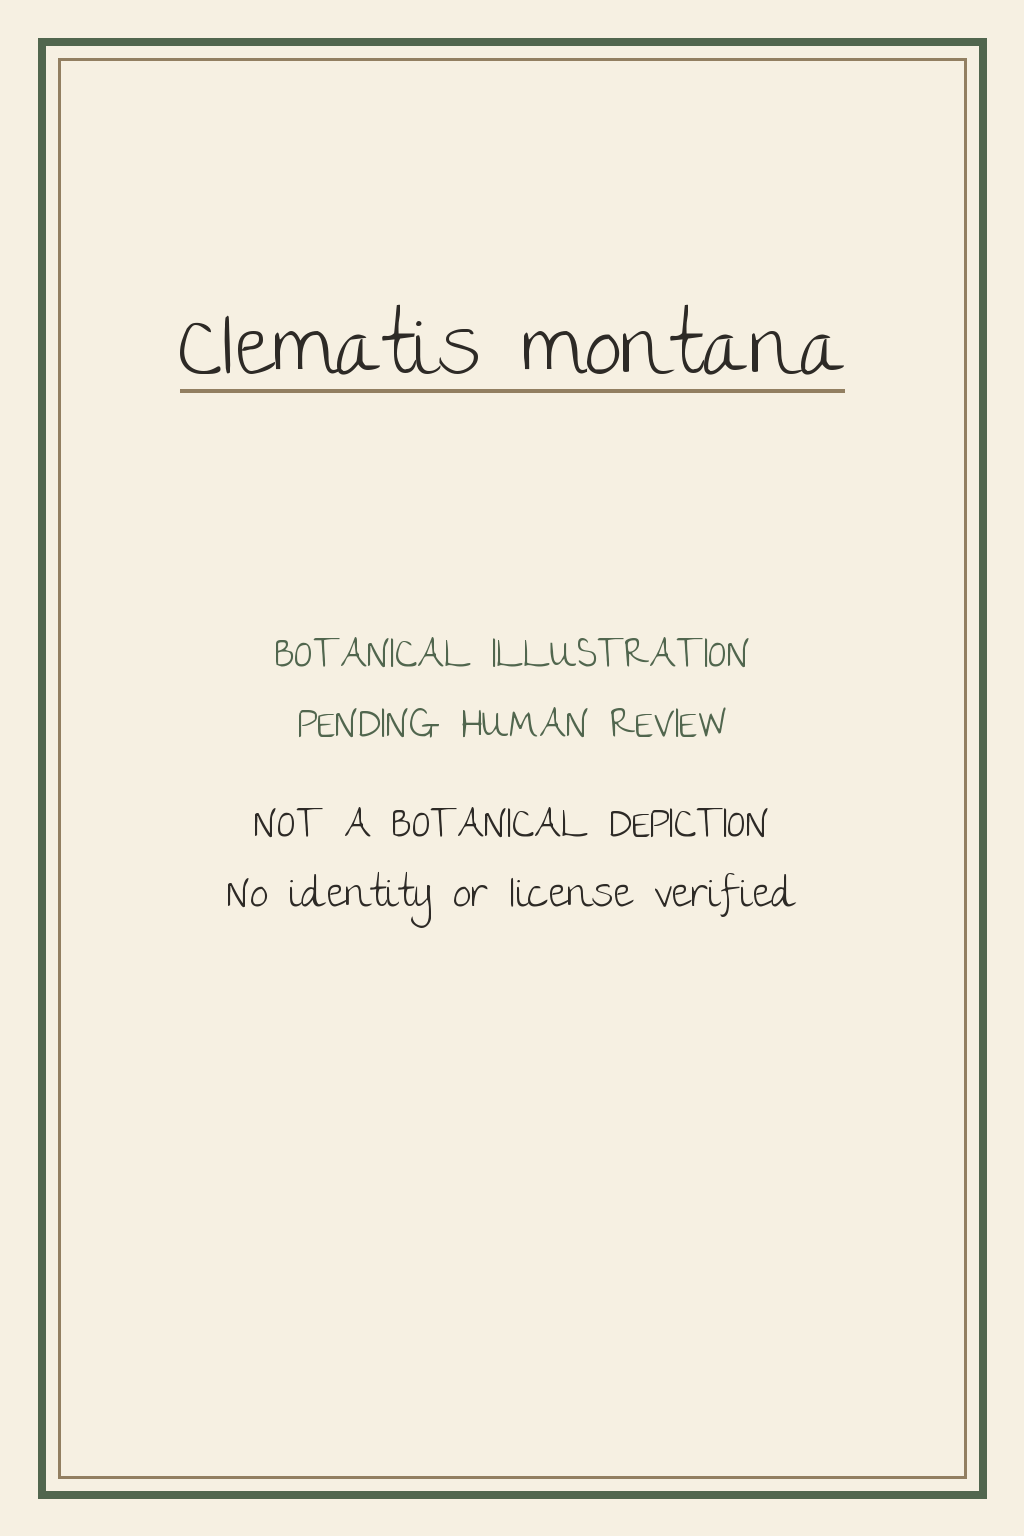 Clematis montana
BOTANICAL ILLUSTRATION
PENDING HUMAN REVIEW
NOT A BOTANICAL DEPICTION
No identity or license verified